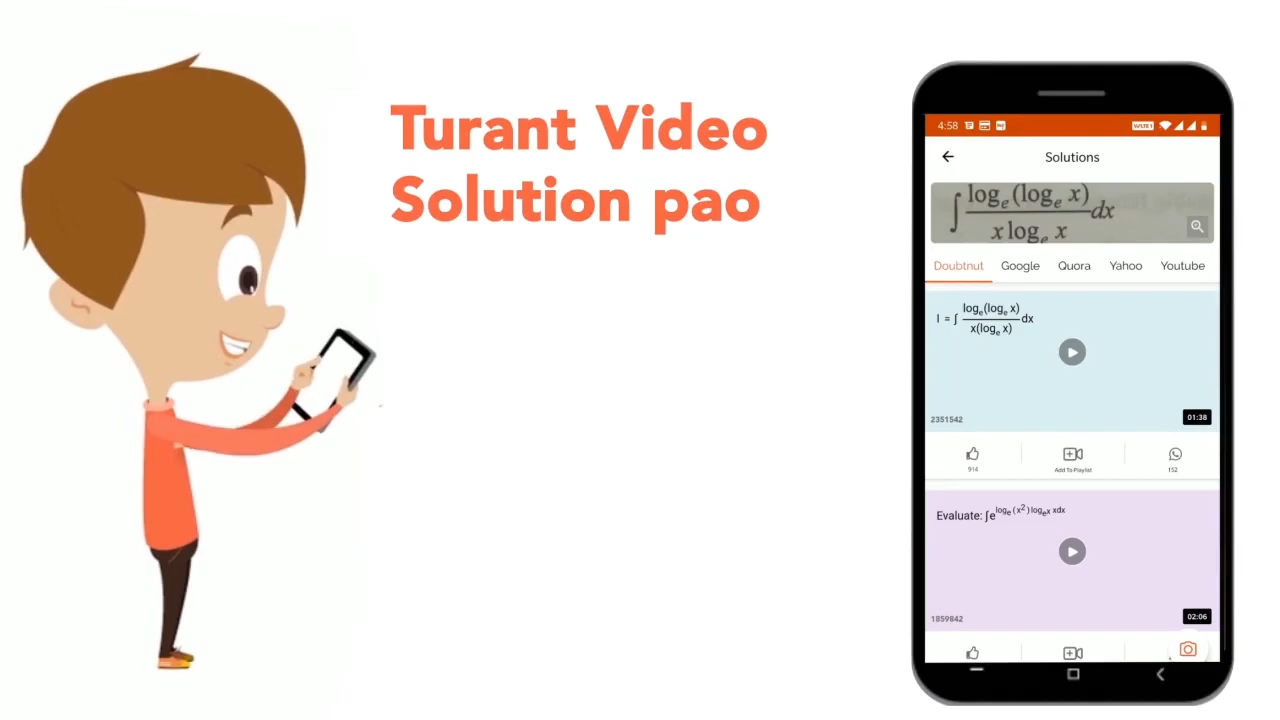 Turant Video
Solution pao
4:58
VoLTE1
Solutions
∫ logₑ(logₑ x) / x logₑ x dx
Doubtnut Google Quora Yahoo Youtube
I = ∫ logₑ(logₑ x) / x(logₑ x) dx
2351542 01:38
914 Add To Playlist 152
Evaluate: ∫e^logₑ(x²)logₑx xdx
1859842 02:06